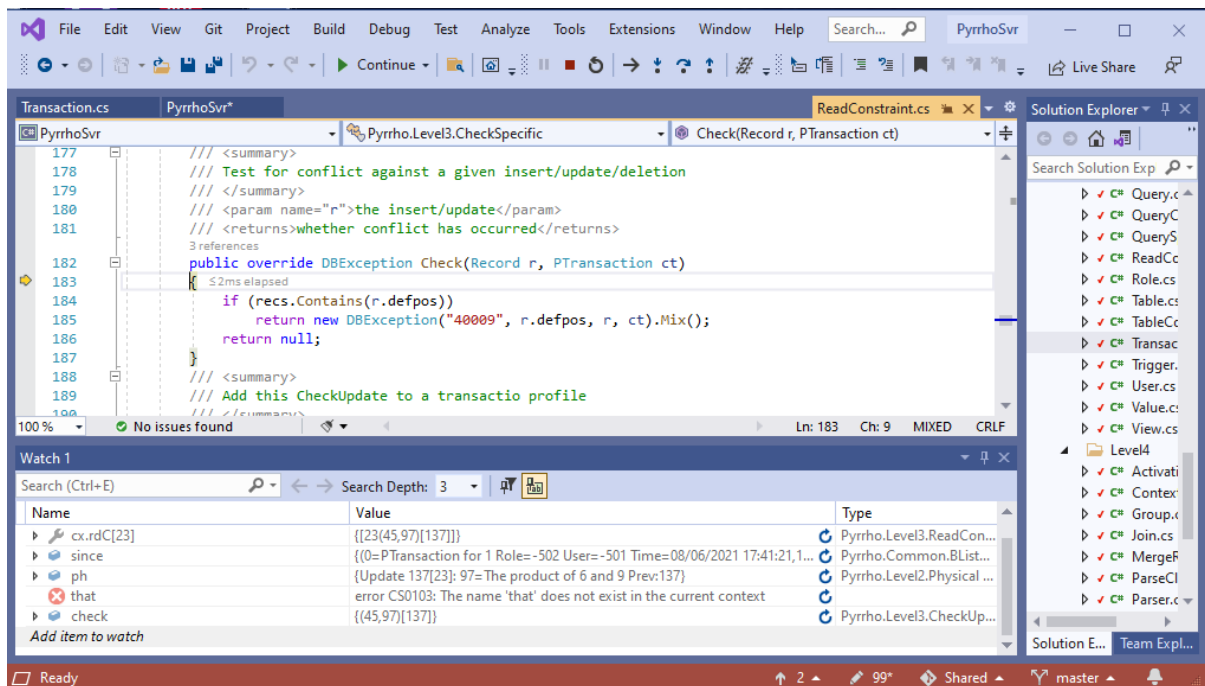 File Edit View Git Project Build Debug Test Analyze Tools Extensions Window Help Search... PyrrhoSvr
Continue Live Share
Transaction.cs PyrrhoSvr* ReadConstraint.cs
PyrrhoSvr Pyrrho.Level3.CheckSpecific Check(Record r, PTransaction ct)
177 /// <summary>
178 /// Test for conflict against a given insert/update/deletion
179 /// </summary>
180 /// <param name="r">the insert/update</param>
181 /// <returns>whether conflict has occurred</returns>
3 references
182 public override DBException Check(Record r, PTransaction ct)
183 { ≤2ms elapsed
184 if (recs.Contains(r.defpos))
185 return new DBException("40009", r.defpos, r, ct).Mix();
186 return null;
187 }
188 /// <summary>
189 /// Add this CheckUpdate to a transactio profile
190 /// </summary>
100 % No issues found Ln: 183 Ch: 9 MIXED CRLF
Watch 1
Search (Ctrl+E) Search Depth: 3
Name Value Type
cx.rdC[23] {[23(45,97)[137]]} Pyrrho.Level3.ReadCon...
since {(0=PTransaction for 1 Role=-502 User=-501 Time=08/06/2021 17:41:21,1... Pyrrho.Common.BList...
ph {Update 137[23]: 97=The product of 6 and 9 Prev:137} Pyrrho.Level2.Physical ...
that error CS0103: The name 'that' does not exist in the current context
check {(45,97)[137]} Pyrrho.Level3.CheckUp...
Add item to watch
Solution Explorer
Search Solution Exp
C# Query.c
C# QueryC
C# QueryS
C# ReadCc
C# Role.cs
C# Table.cs
C# TableCc
C# Transac
C# Trigger.
C# User.cs
C# Value.cs
C# View.cs
Level4
C# Activati
C# Contex
C# Group.c
C# Join.cs
C# MergeR
C# ParseCl
C# Parser.c
Solution E... Team Expl...
Ready 2 99* Shared master